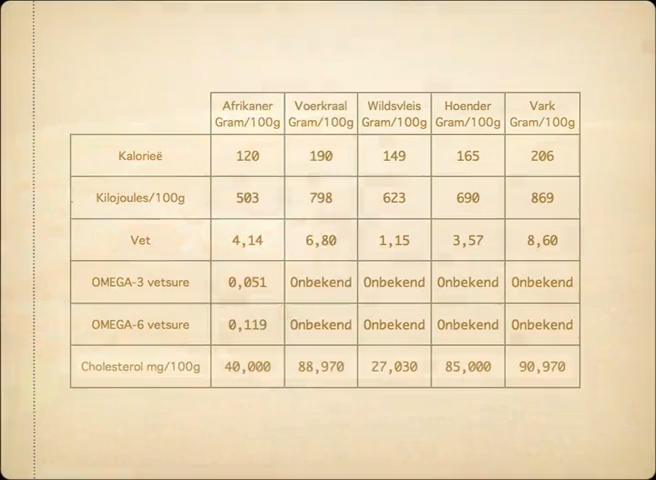 Afrikaner Voerkraal Wildsvleis Hoender Vark
Gram/100g Gram/100g Gram/100g Gram/100g Gram/100g
Kalorieë 120 190 149 165 206
Kilojoules/100g 503 798 623 690 869
Vet 4,14 6,80 1,15 3,57 8,60
OMEGA-3 vetsure 0,051 Onbekend Onbekend Onbekend Onbekend
OMEGA-6 vetsure 0,119 Onbekend Onbekend Onbekend Onbekend
Cholesterol mg/100g 40,000 88,970 27,030 85,000 90,970